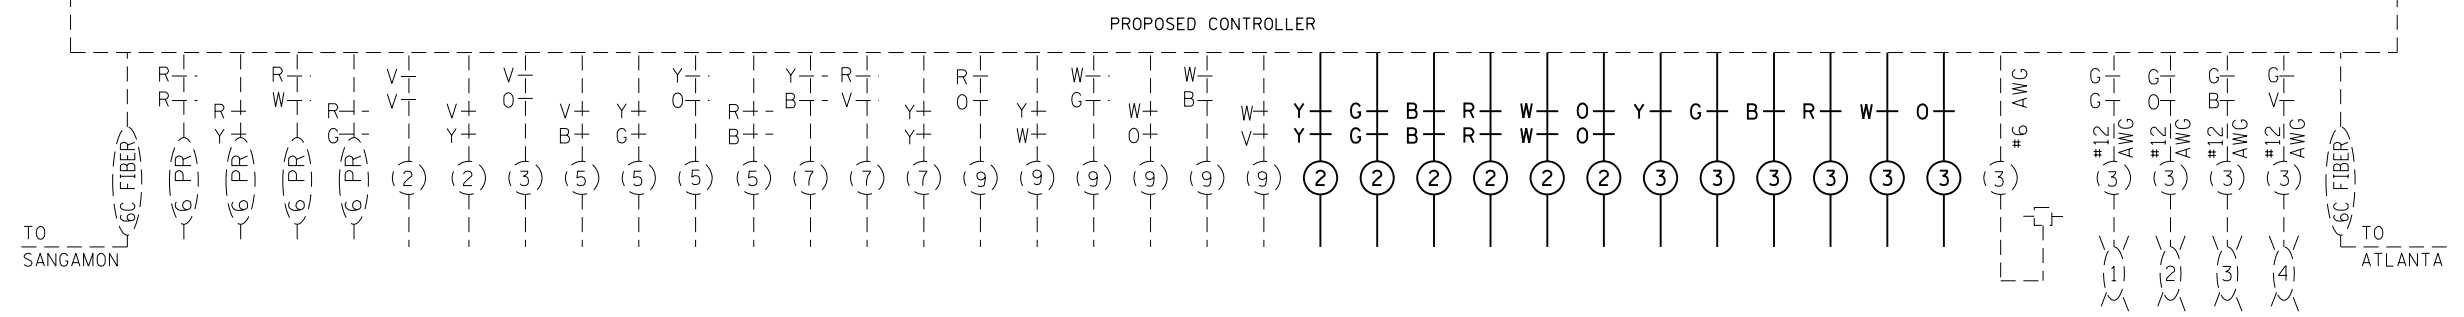 PROPOSED CONTROLLER
R R V V Y Y R R W W Y G B R W O Y G B R W O G G G G
R R W R V V V O V Y Y O R B V Y O Y G W B W Y G B R W O G O B V
Y G Y B G B Y W O V
#6 AWG
#12 AWG #12 AWG #12 AWG #12 AWG
6C FIBER 6 PR 6 PR 6 PR 6 PR (2) (2) (3) (5) (5) (5) (5) (7) (7) (7) (9) (9) (9) (9) (9) (9) 2 2 2 2 2 2 3 3 3 3 3 3 (3) (3) (3) (3) (3) 6C FIBER
TO
SANGAMON
1 2 3 4
TO
ATLANTA